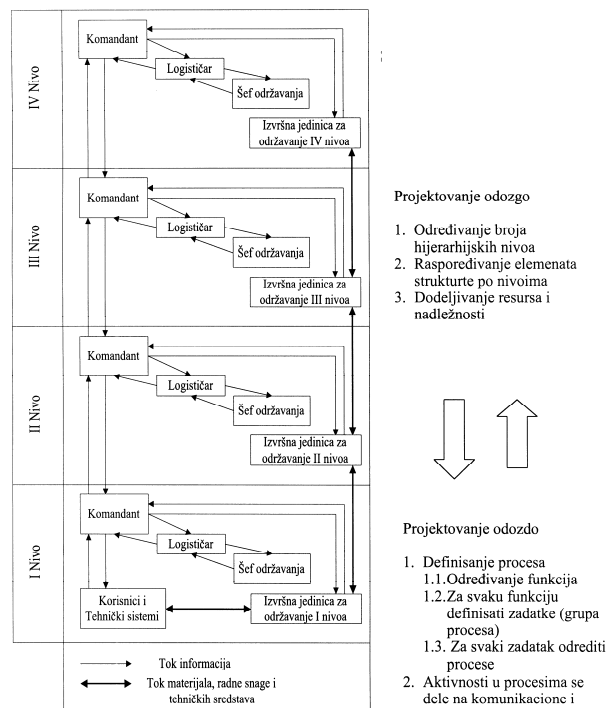 IV Nivo
Komandant
Logističar
Šef održavanja
Izvršna jedinica za
održavanje IV nivoa
III Nivo
Komandant
Logističar
Šef održavanja
Izvršna jedinica za
održavanje III nivoa
II Nivo
Komandant
Logističar
Šef održavanja
Izvršna jedinica za
održavanje II nivoa
I Nivo
Komandant
Logističar
Šef održavanja
Korisnici i
Tehnički sistemi
Izvršna jedinica za
održavanje I nivoa
Tok informacija
Tok materijala, radne snage i
tehničkih sredstava
Projektovanje odozgo
1. Određivanje broja
hijerarhijskih nivoa
2. Raspoređivanje elemenata
strukturte po nivoima
3. Dodeljivanje resursa i
nadležnosti
Projektovanje odozdo
1. Definisanje procesa
1.1.Određivanje funkcija
1.2.Za svaku funkciju
definisati zadatke (grupa
procesa)
1.3. Za svaki zadatak odrediti
procese
2. Aktivnosti u procesima se
dele na komunikacione i